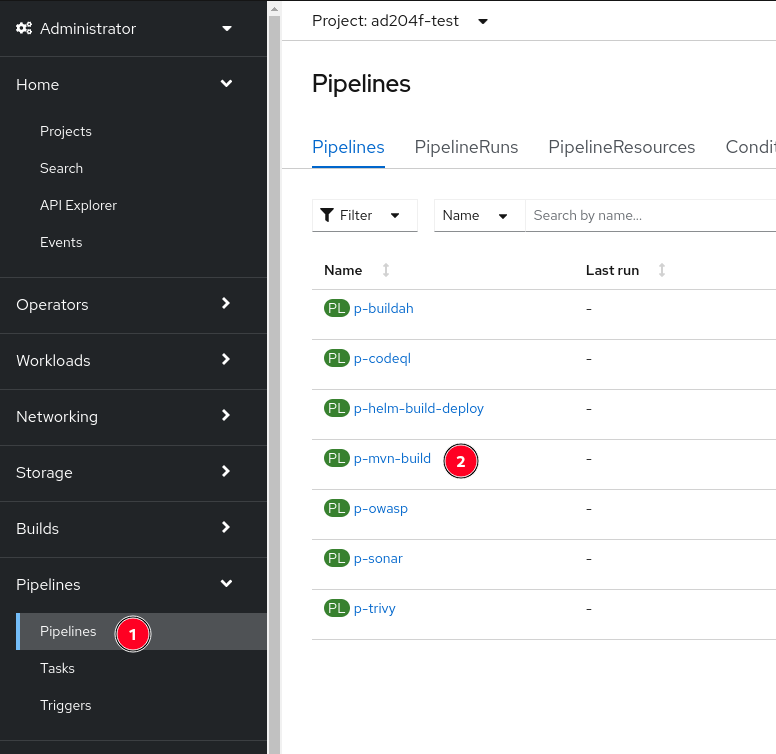 Administrator
Home
Projects
Search
API Explorer
Events
Operators
Workloads
Networking
Storage
Builds
Pipelines
Pipelines 1
Tasks
Triggers
Project: ad204f-test
Pipelines
Pipelines PipelineRuns PipelineResources Condit
Filter Name Search by name...
Name Last run
PL p-buildah -
PL p-codeql -
PL p-helm-build-deploy -
PL p-mvn-build 2 -
PL p-owasp -
PL p-sonar -
PL p-trivy -